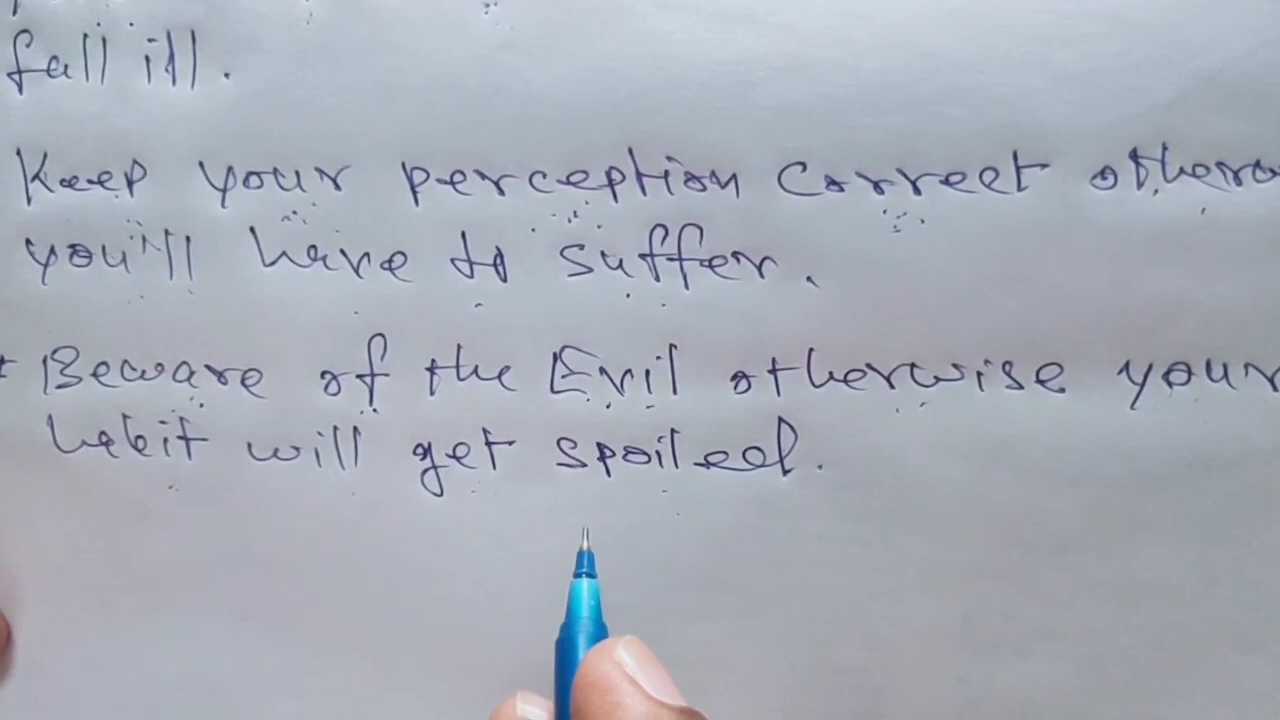 fall ill.
Keep your perception correct otherw
you'll have to suffer.
* Beware of the Evil otherwise your
habit will get spoiled.